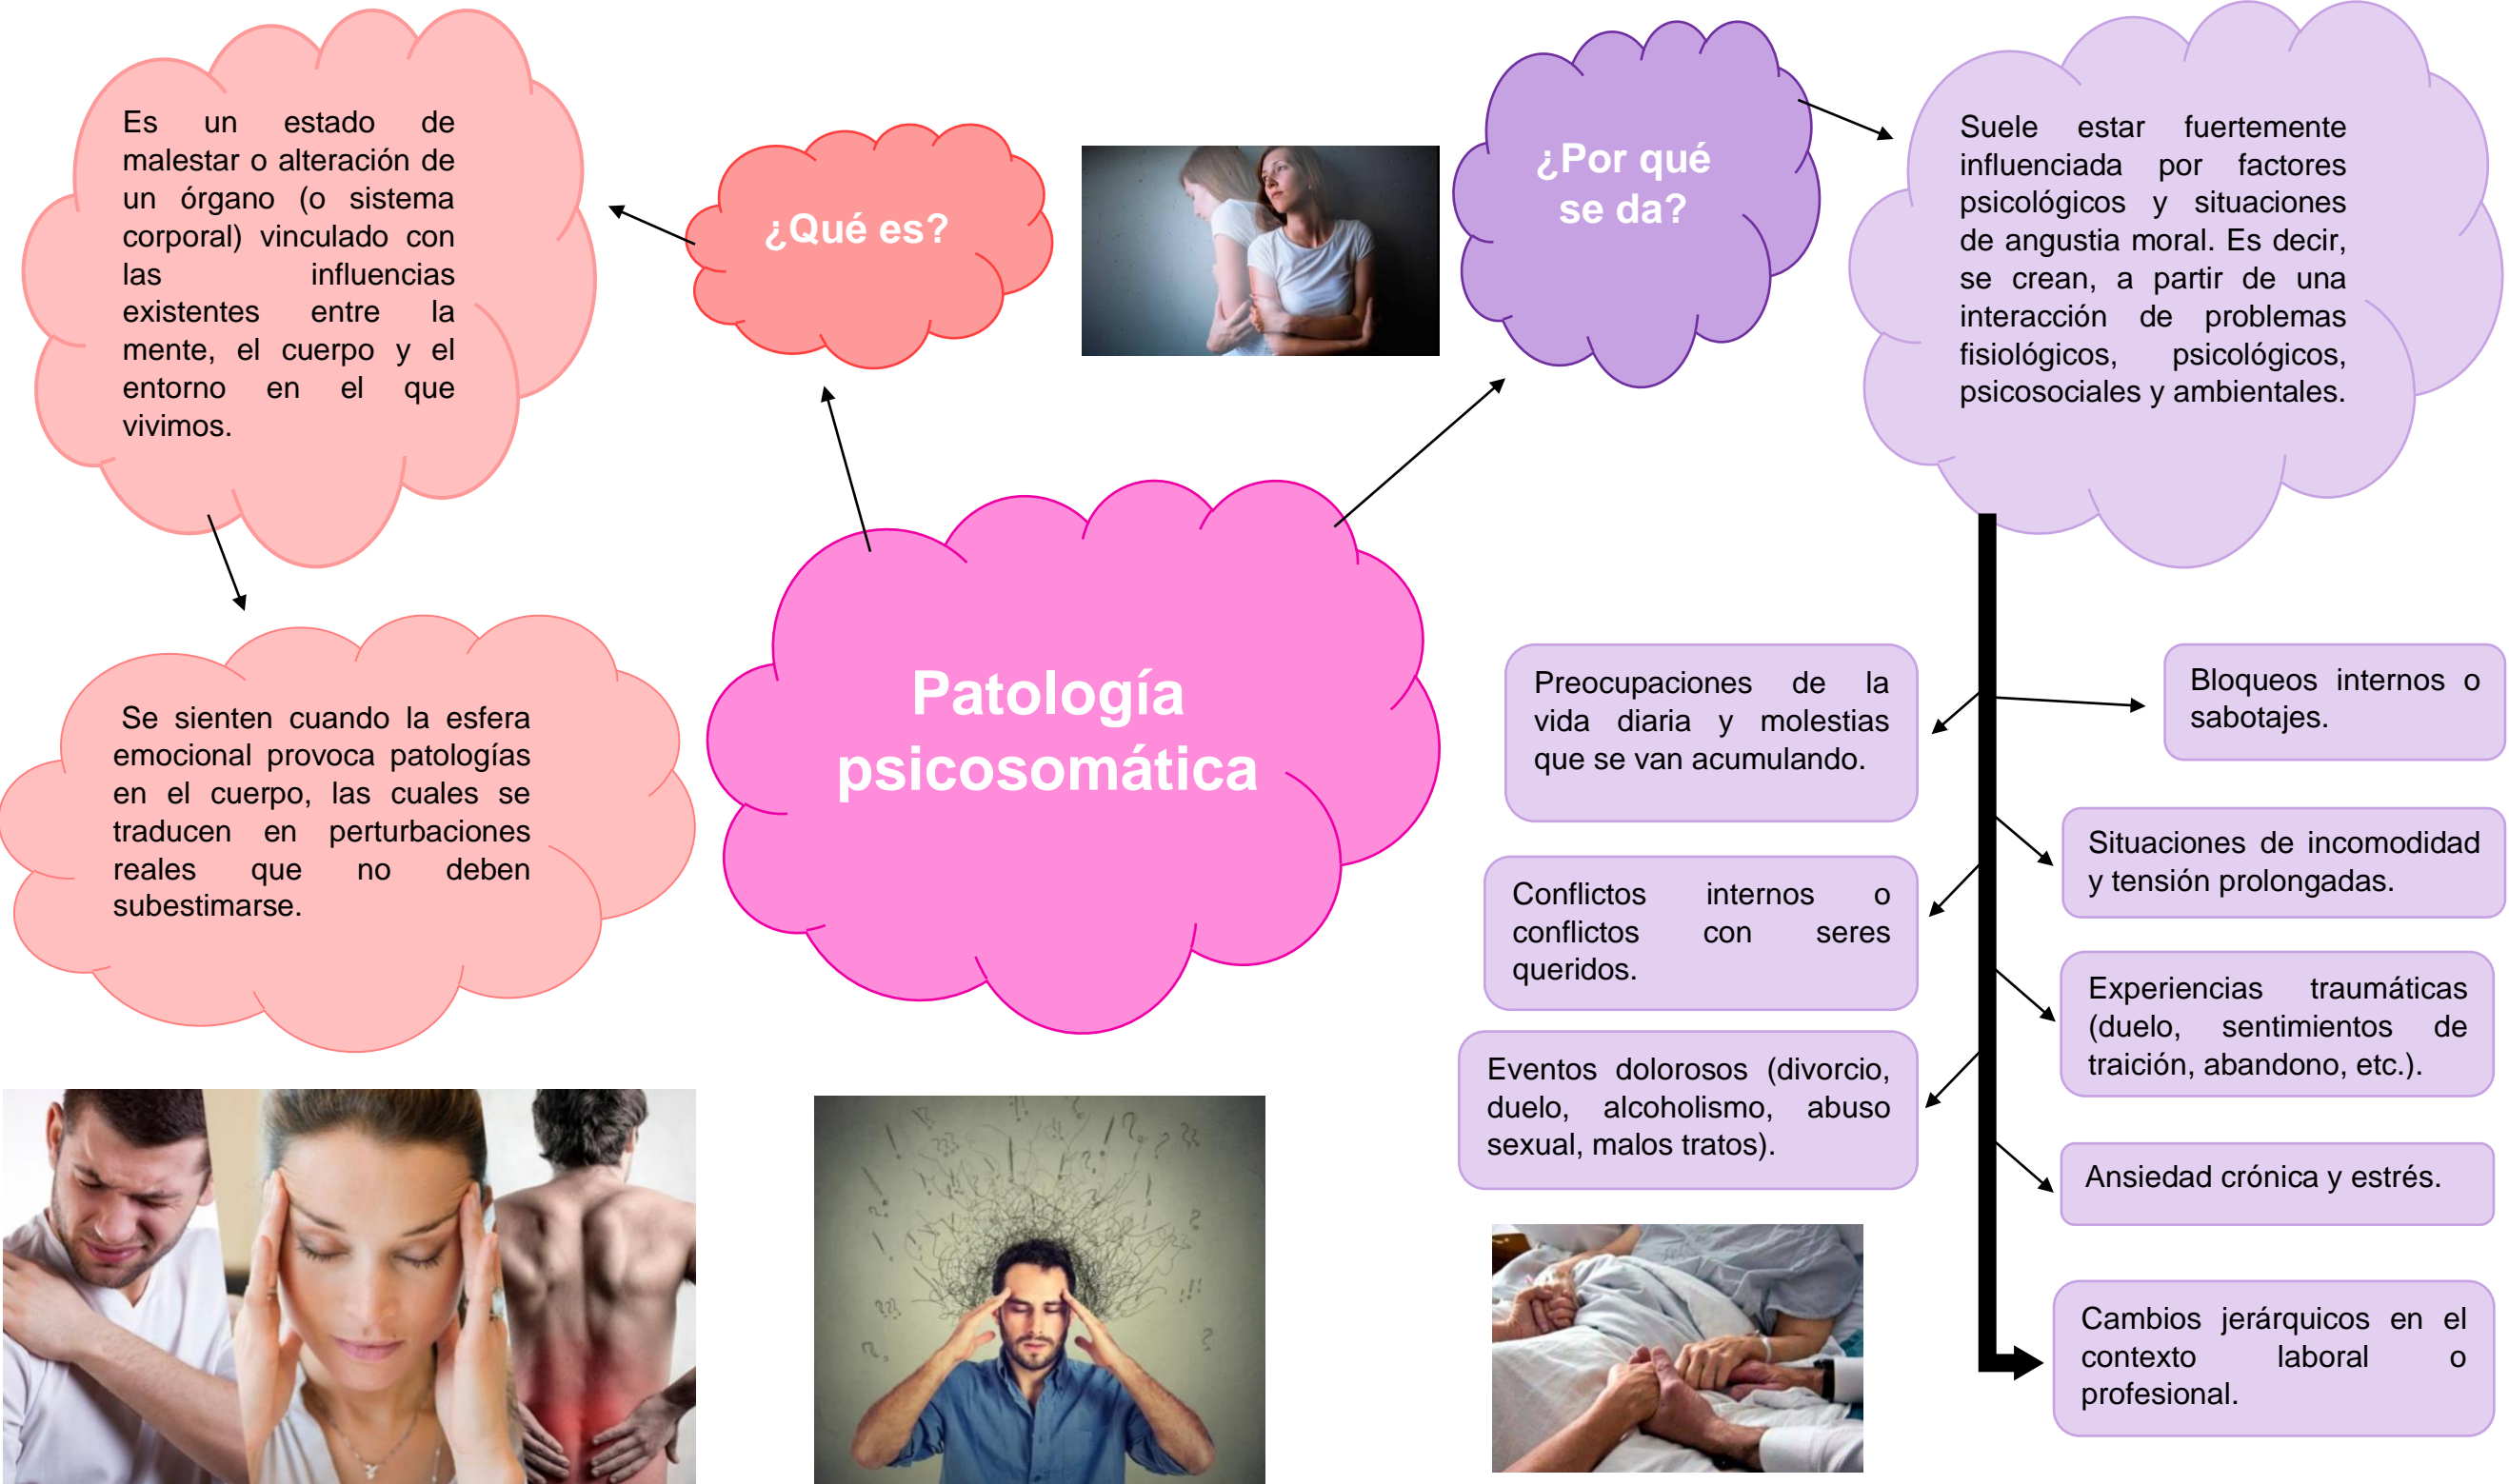 Patología
psicosomática
¿Qué es?
Es un estado de
malestar o alteración de
un órgano (o sistema
corporal) vinculado con
las influencias
existentes entre la
mente, el cuerpo y el
entorno en el que
vivimos.
Se sienten cuando la esfera
emocional provoca patologías
en el cuerpo, las cuales se
traducen en perturbaciones
reales que no deben
subestimarse.
¿Por qué
se da?
Suele estar fuertemente
influenciada por factores
psicológicos y situaciones
de angustia moral. Es decir,
se crean, a partir de una
interacción de problemas
fisiológicos, psicológicos,
psicosociales y ambientales.
Preocupaciones de la
vida diaria y molestias
que se van acumulando.
Bloqueos internos o
sabotajes.
Situaciones de incomodidad
y tensión prolongadas.
Conflictos internos o
conflictos con seres
queridos.
Experiencias traumáticas
(duelo, sentimientos de
traición, abandono, etc.).
Eventos dolorosos (divorcio,
duelo, alcoholismo, abuso
sexual, malos tratos).
Ansiedad crónica y estrés.
Cambios jerárquicos en el
contexto laboral o
profesional.